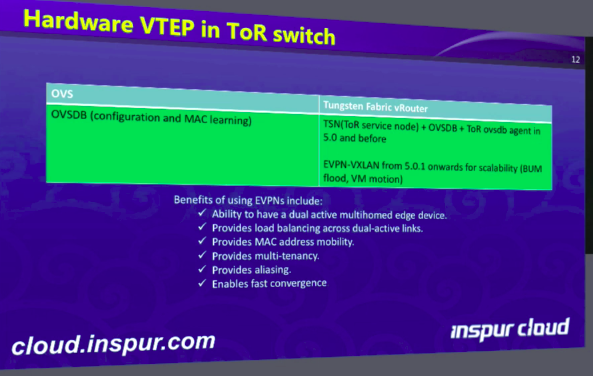 Hardware VTEP in ToR switch
12
OVS
Tungsten Fabric vRouter
OVSDB (configuration and MAC learning)
TSN(ToR service node) + OVSDB + ToR ovsdb agent in
5.0 and before
EVPN-VXLAN from 5.0.1 onwards for scalability (BUM
flood, VM motion)
Benefits of using EVPNs include:
✓ Ability to have a dual active multihomed edge device.
✓ Provides load balancing across dual-active links.
✓ Provides MAC address mobility.
✓ Provides multi-tenancy.
✓ Provides aliasing.
✓ Enables fast convergence
cloud.inspur.com
inspur cloud